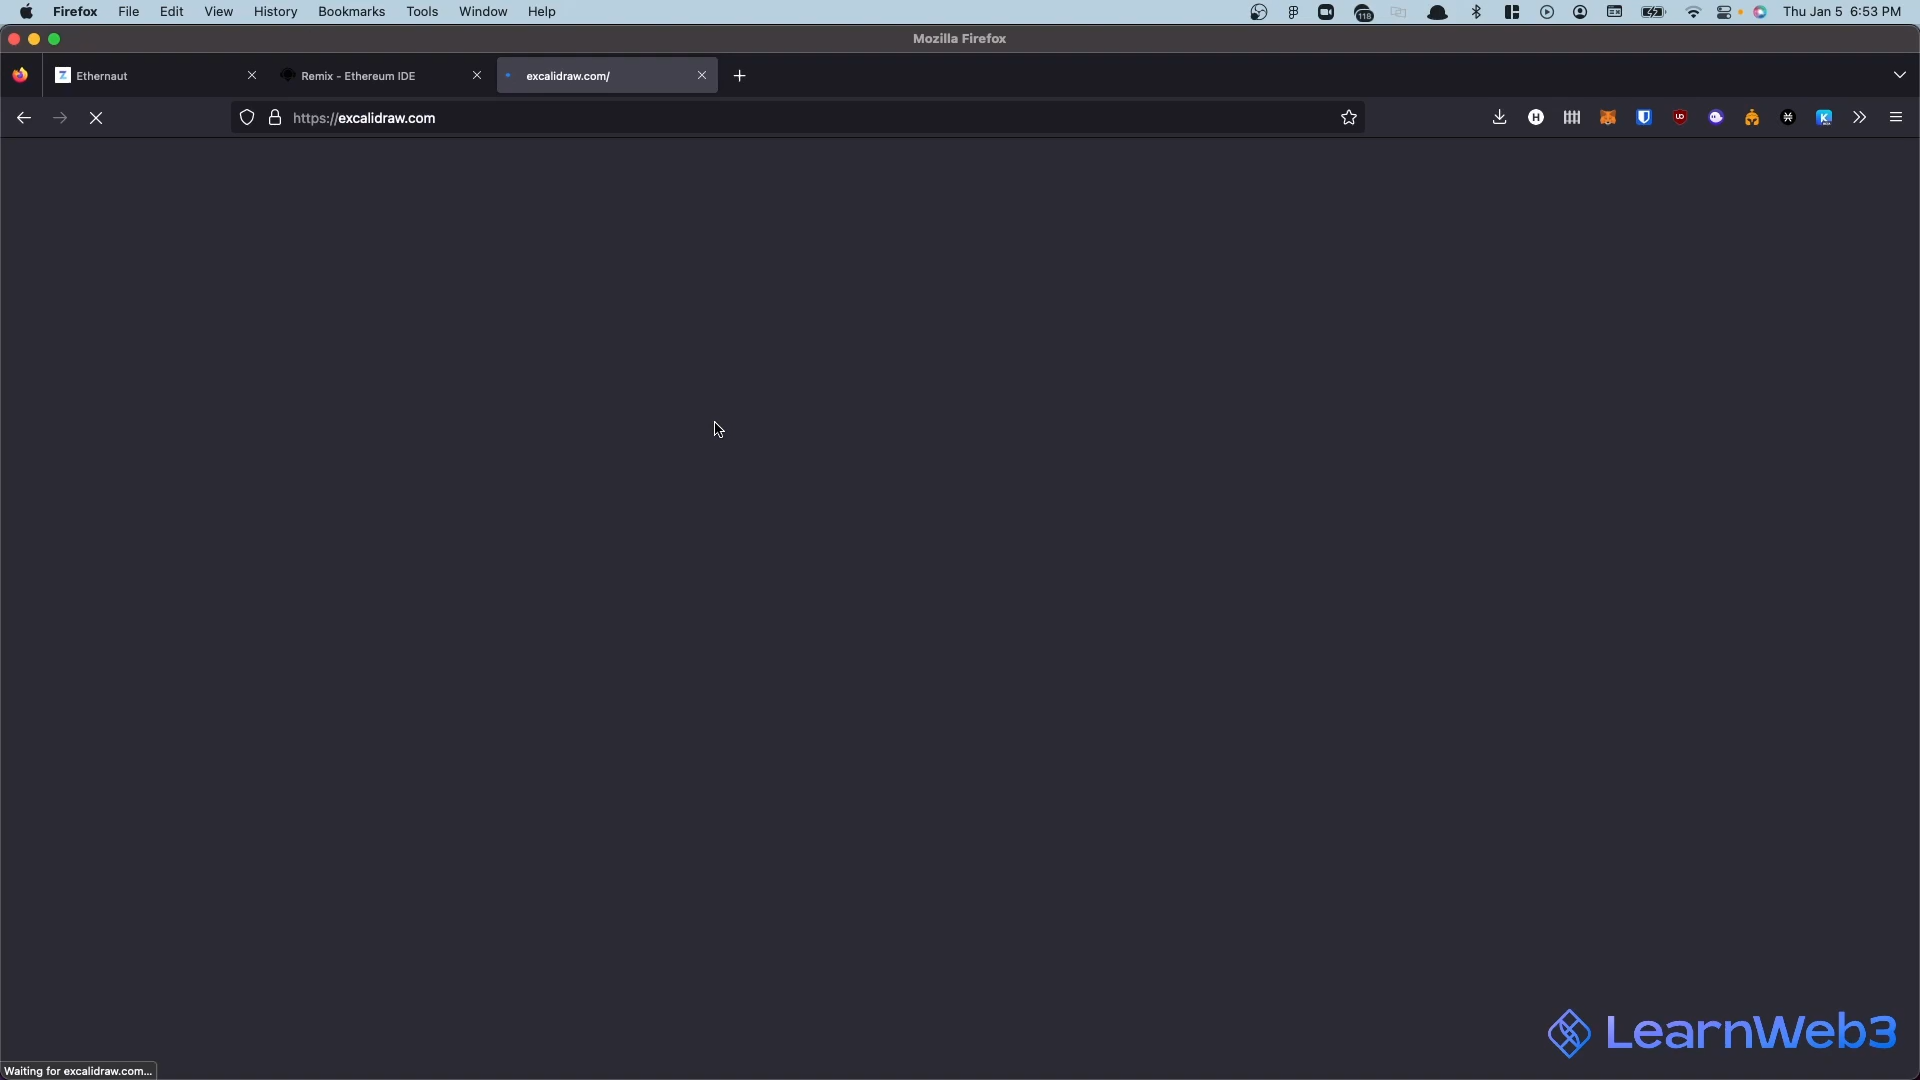 Firefox File Edit View History Bookmarks Tools Window Help 118 Thu Jan 5 6:53 PM
Mozilla Firefox
Ethernaut Remix - Ethereum IDE excalidraw.com/
https://excalidraw.com
LearnWeb3
Waiting for excalidraw.com...